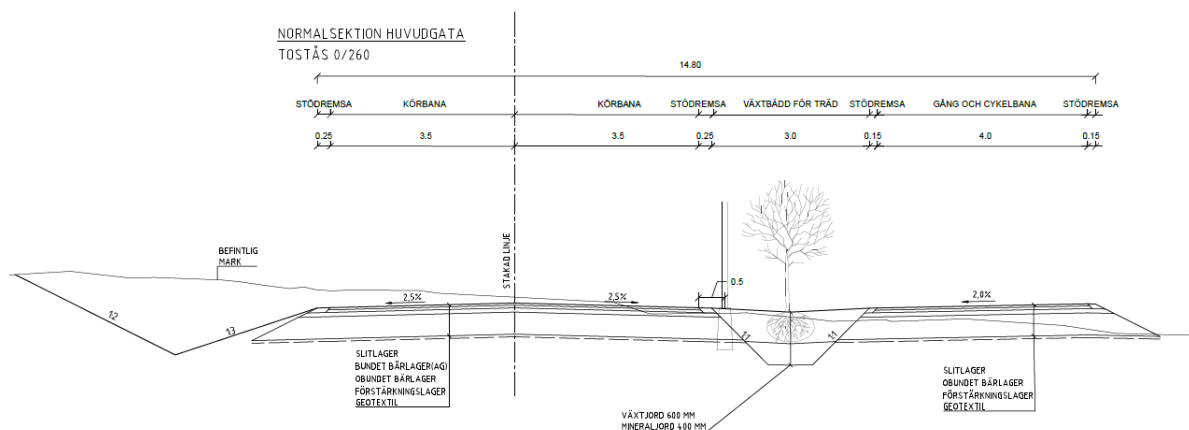 NORMALSEKTION HUVUDGATA
TOSTÅS 0/260
14.80
STÖDREMSA KÖRBANA KÖRBANA STÖDREMSA VÄXTBÄDD FÖR TRÄD STÖDREMSA GÅNG OCH CYKELBANA STÖDREMSA
0.25 3.5 3.5 0.25 3.0 0.15 4.0 0.15
BEFINTLIG
MARK
STAKAD LINJE
0.5
2,5% 2,5% 2,0%
1:2 1:3 1:1 1:1
SLITLAGER
BUNDET BÄRLAGER(AG)
OBUNDET BÄRLAGER
FÖRSTÄRKNINGSLAGER
GEOTEXTIL
VÄXTJORD 600 MM
MINERALJORD 400 MM
SLITLAGER
OBUNDET BÄRLAGER
FÖRSTÄRKNINGSLAGER
GEOTEXTIL